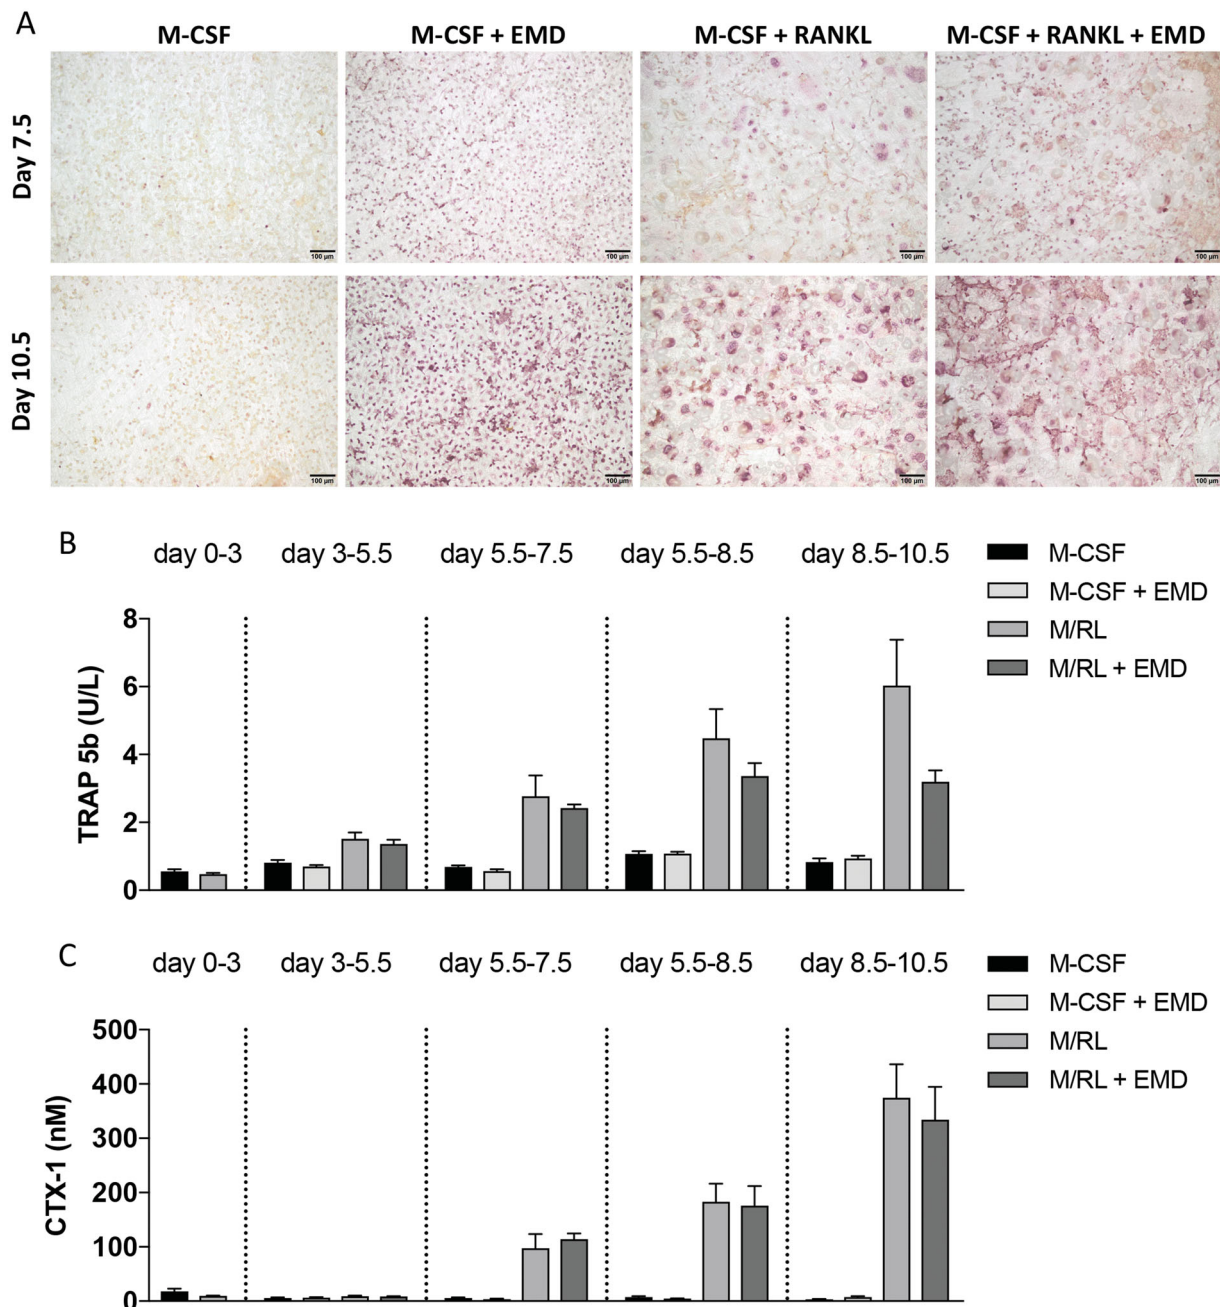 A
M-CSF
M-CSF + EMD
M-CSF + RANKL
M-CSF + RANKL + EMD
Day 7.5
100 µm
100 µm
100 µm
100 µm
Day 10.5
100 µm
100 µm
100 µm
100 µm
B
day 0-3
day 3-5.5
day 5.5-7.5
day 5.5-8.5
day 8.5-10.5
M-CSF
M-CSF + EMD
M/RL
M/RL + EMD
TRAP 5b (U/L)
8
6
4
2
0
C
day 0-3
day 3-5.5
day 5.5-7.5
day 5.5-8.5
day 8.5-10.5
M-CSF
M-CSF + EMD
M/RL
M/RL + EMD
CTX-1 (nM)
500
400
300
200
100
0